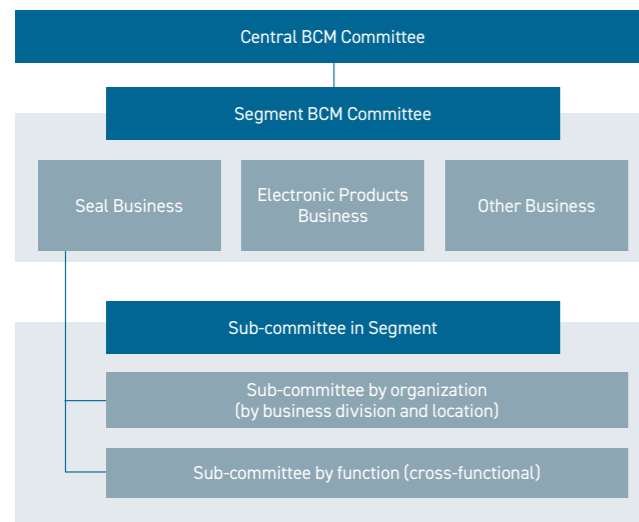 Central BCM Committee
Segment BCM Committee
Seal Business
Electronic Products
Business
Other Business
Sub-committee in Segment
Sub-committee by organization
(by business division and location)
Sub-committee by function (cross-functional)